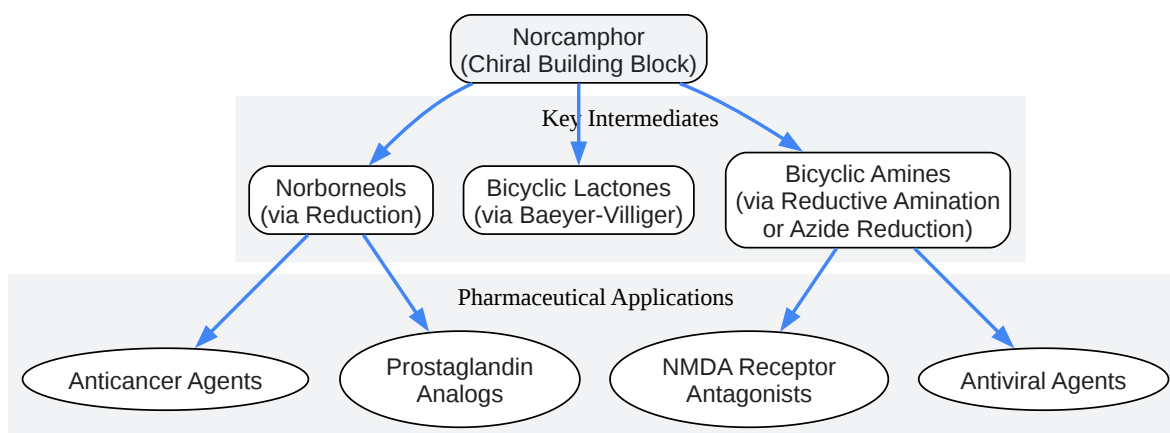 Norcamphor
(Chiral Building Block)
Key Intermediates
Norborneols
(via Reduction)
Bicyclic Lactones
(via Baeyer-Villiger)
Bicyclic Amines
(via Reductive Amination
or Azide Reduction)
Pharmaceutical Applications
Anticancer Agents
Prostaglandin
Analogs
NMDA Receptor
Antagonists
Antiviral Agents